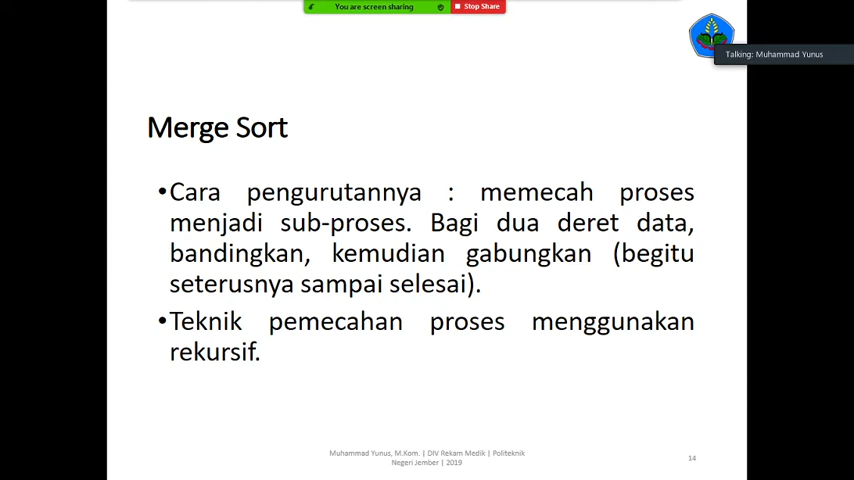 You are screen sharing
Stop Share
Talking: Muhammad Yunus
Merge Sort
•Cara pengurutannya : memecah proses
menjadi sub-proses. Bagi dua deret data,
bandingkan, kemudian gabungkan (begitu
seterusnya sampai selesai).
•Teknik pemecahan proses menggunakan
rekursif.
Muhammad Yunus, M.Kom. | DIV Rekam Medik | Politeknik
Negeri Jember | 2019
14